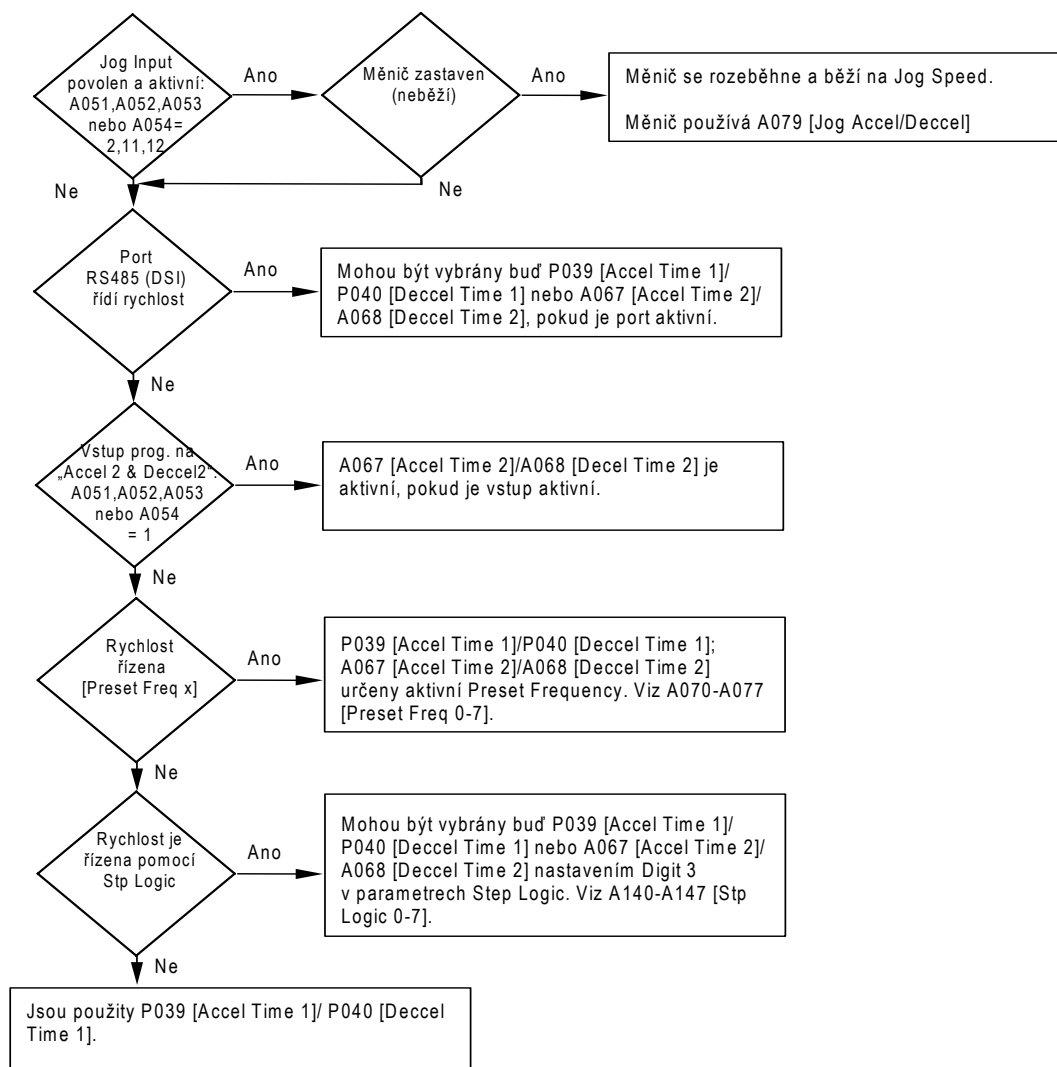 Jog Input
povolen a aktivní:
A051,A052,A053
nebo A054=
2,11,12
Ano
Měnič zastaven
(neběží)
Ano
Měnič se rozeběhne a běží na Jog Speed.
Měnič používá A079 [Jog Accel/Deccel]
Ne
Ne
Port
RS485 (DSI)
řídí rychlost
Ano
Mohou být vybrány buď P039 [Accel Time 1]/
P040 [Deccel Time 1] nebo A067 [Accel Time 2]/
A068 [Deccel Time 2], pokud je port aktivní.
Ne
Vstup prog. na
„Accel 2 & Deccel2“:
A051,A052,A053
nebo A054
= 1
Ano
A067 [Accel Time 2]/A068 [Decel Time 2] je
aktivní, pokud je vstup aktivní.
Ne
Rychlost
řízena
[Preset Freq x]
Ano
P039 [Accel Time 1]/P040 [Deccel Time 1];
A067 [Accel Time 2]/A068 [Deccel Time 2]
určeny aktivní Preset Frequency. Viz A070-A077
[Preset Freq 0-7].
Ne
Rychlost je
řízena pomocí
Stp Logic
Ano
Mohou být vybrány buď P039 [Accel Time 1]/
P040 [Deccel Time 1] nebo A067 [Accel Time 2]/
A068 [Deccel Time 2] nastavením Digit 3
v parametrech Step Logic. Viz A140-A147 [Stp
Logic 0-7].
Ne
Jsou použity P039 [Accel Time 1]/ P040 [Deccel
Time 1].